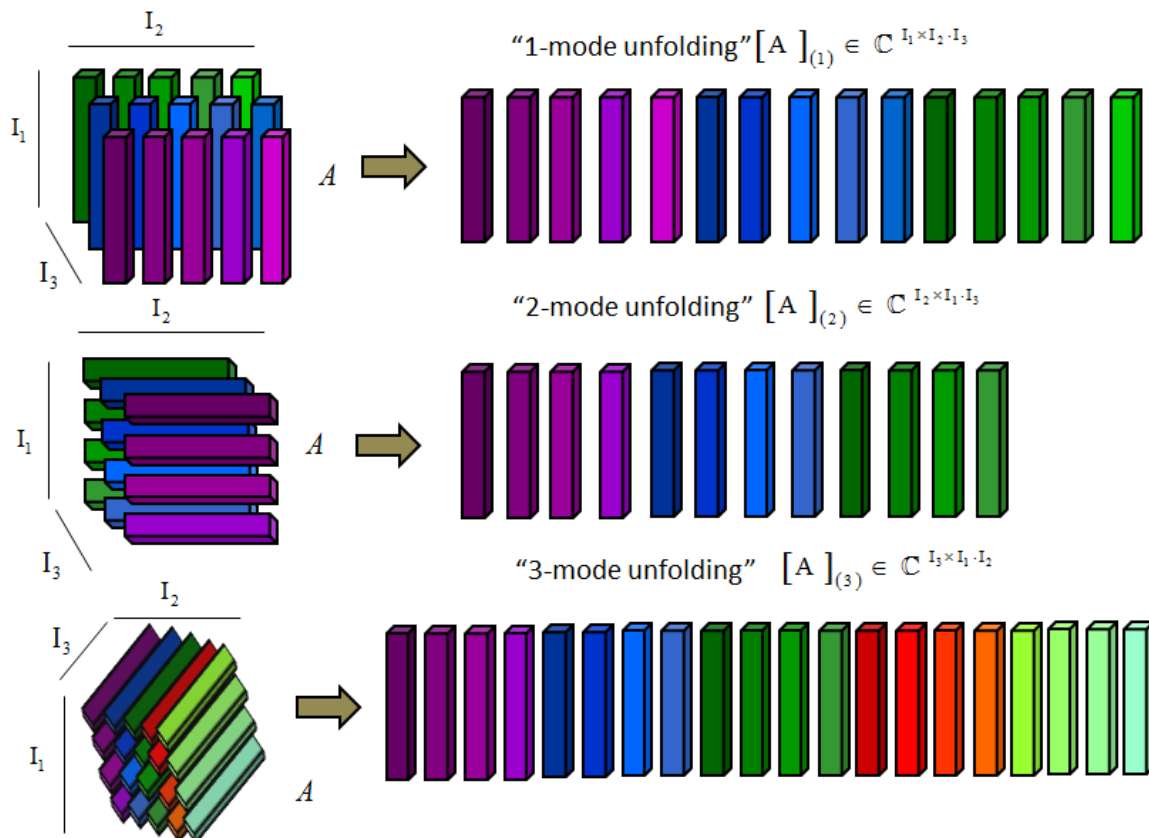 I₂
“1-mode unfolding” [A]₍₁₎ ∈ ℂ^{I₁×I₂·I₃}
I₁
A
I₃
I₂
“2-mode unfolding” [A]₍₂₎ ∈ ℂ^{I₂×I₁·I₃}
I₁
A
I₃
“3-mode unfolding” [A]₍₃₎ ∈ ℂ^{I₃×I₁·I₂}
I₂
I₃
I₁
A